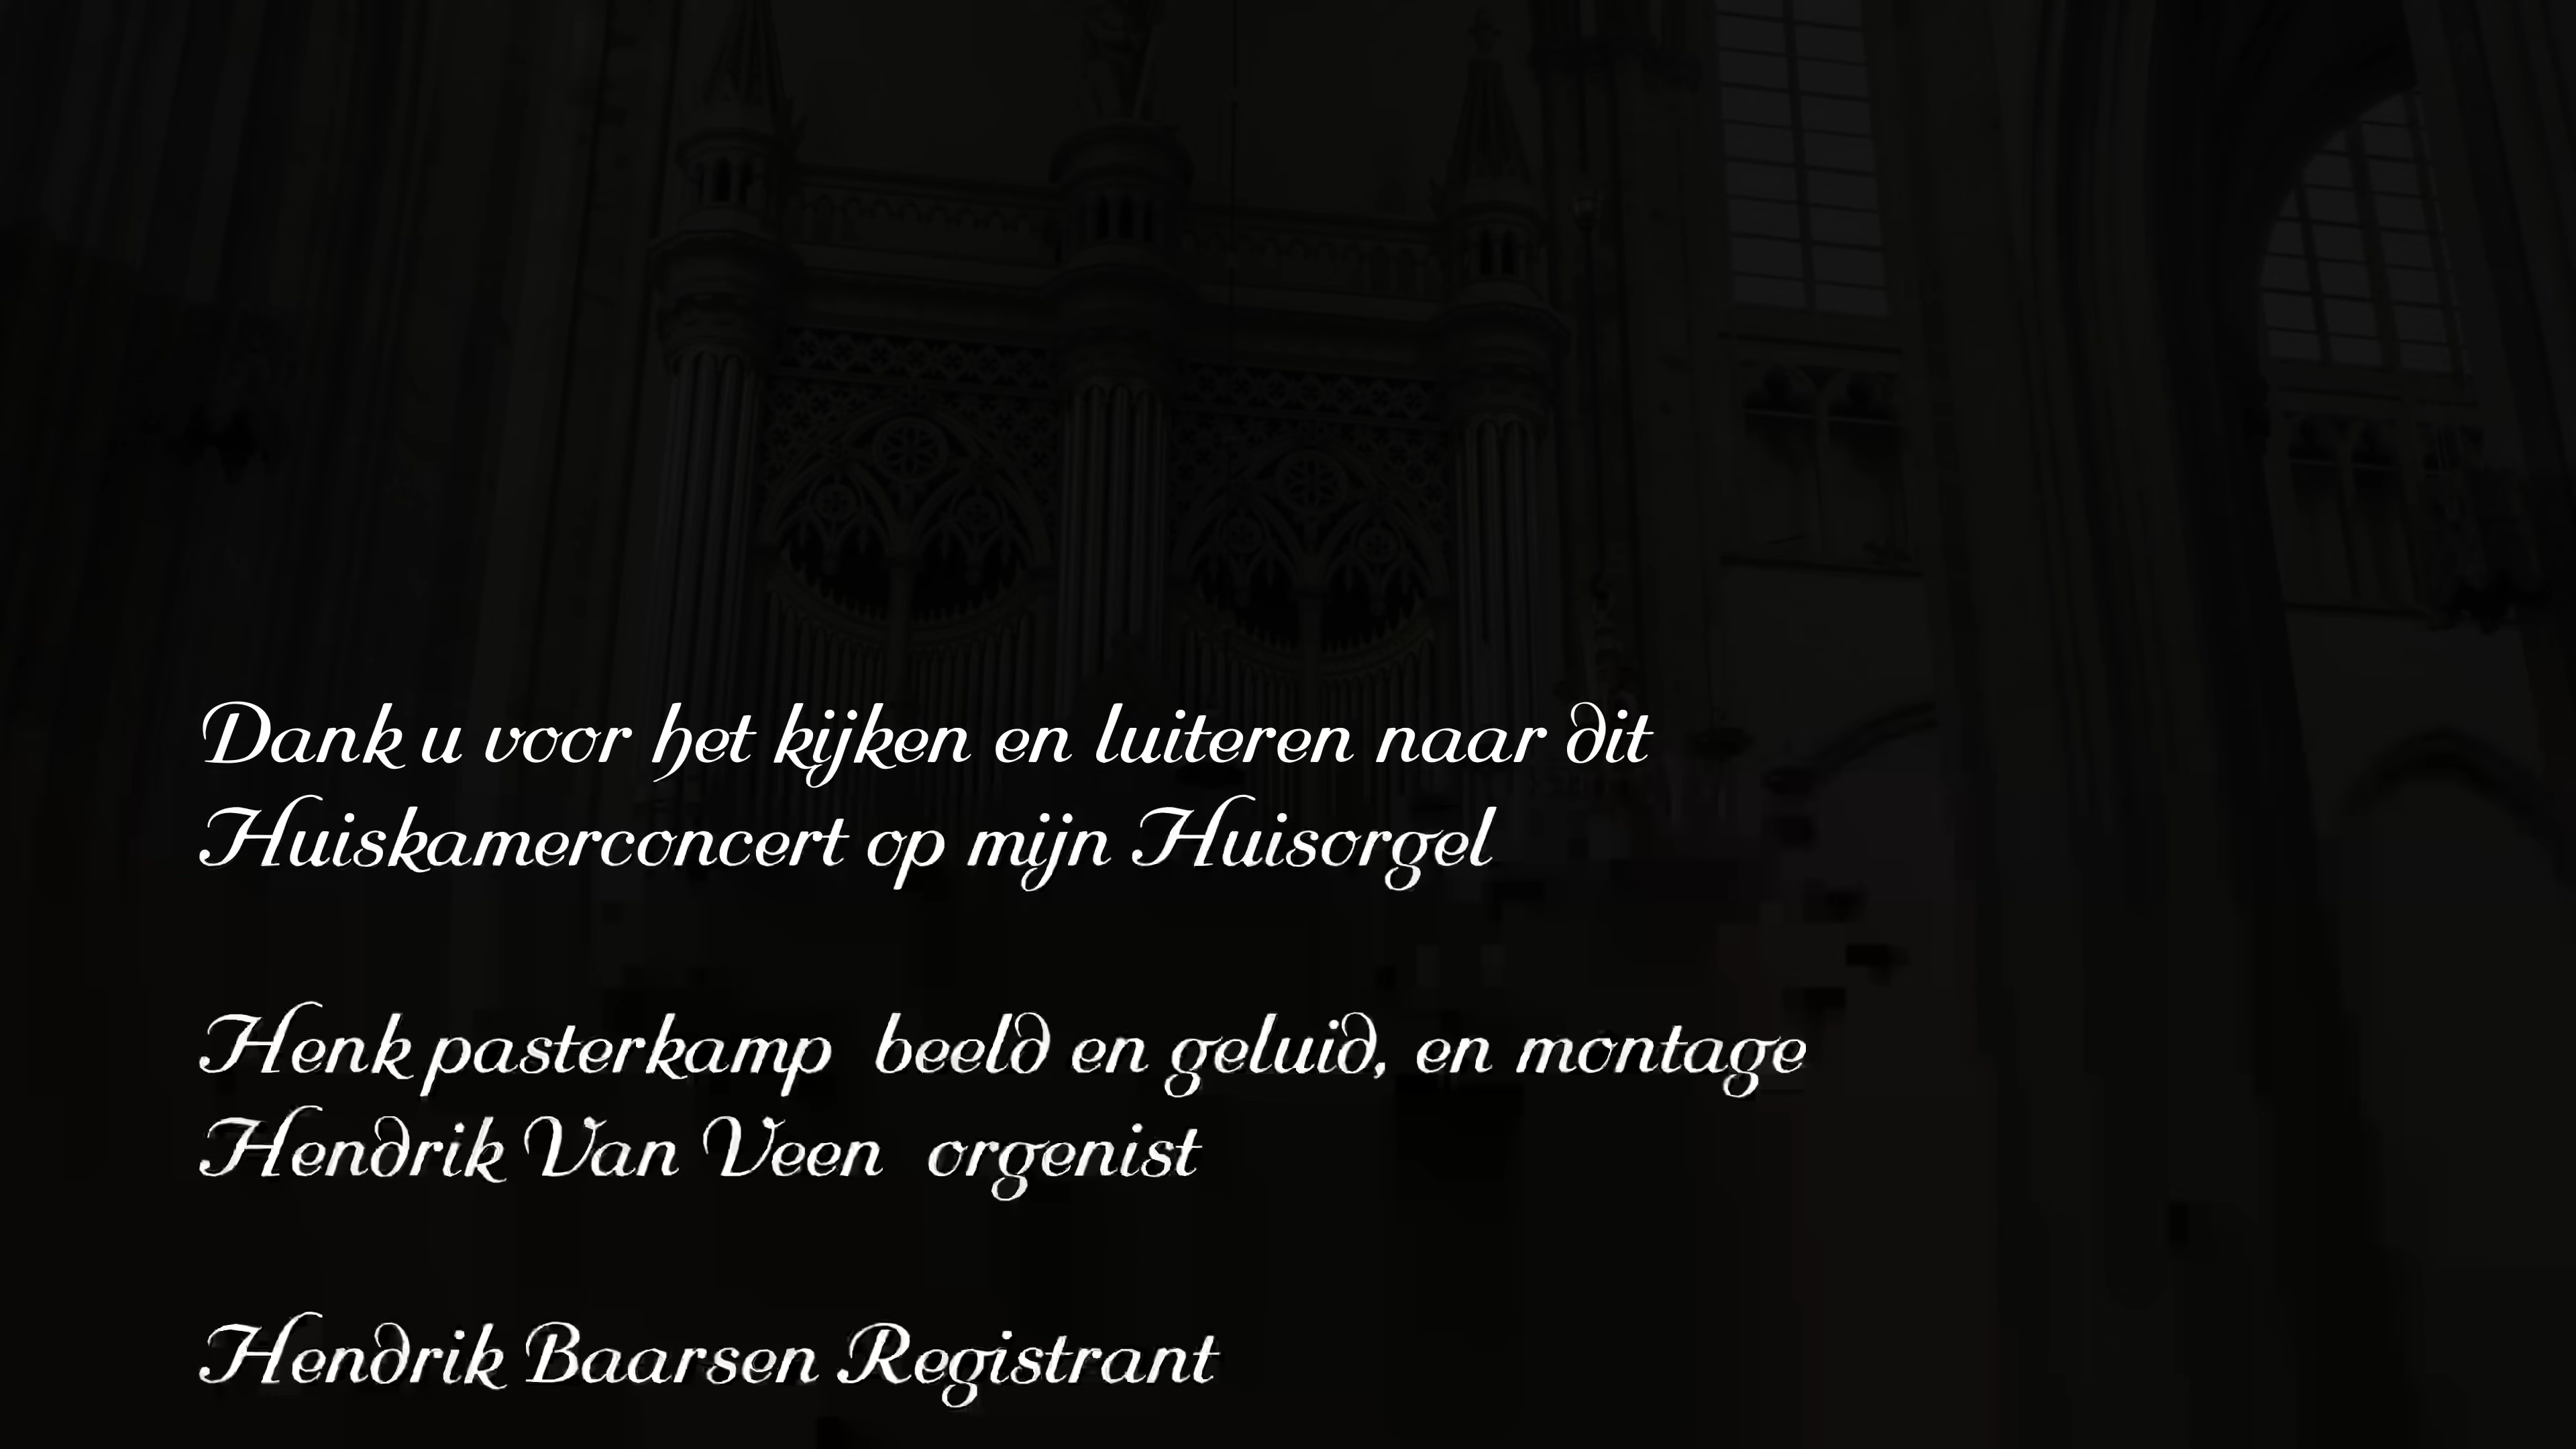 Dank u voor het kijken en luiteren naar dit
Huiskamerconcert op mijn Huisorgel
Henk pasterkamp beeld en geluid, en montage
Hendrik Van Veen orgenist
Hendrik Baarsen Registrant